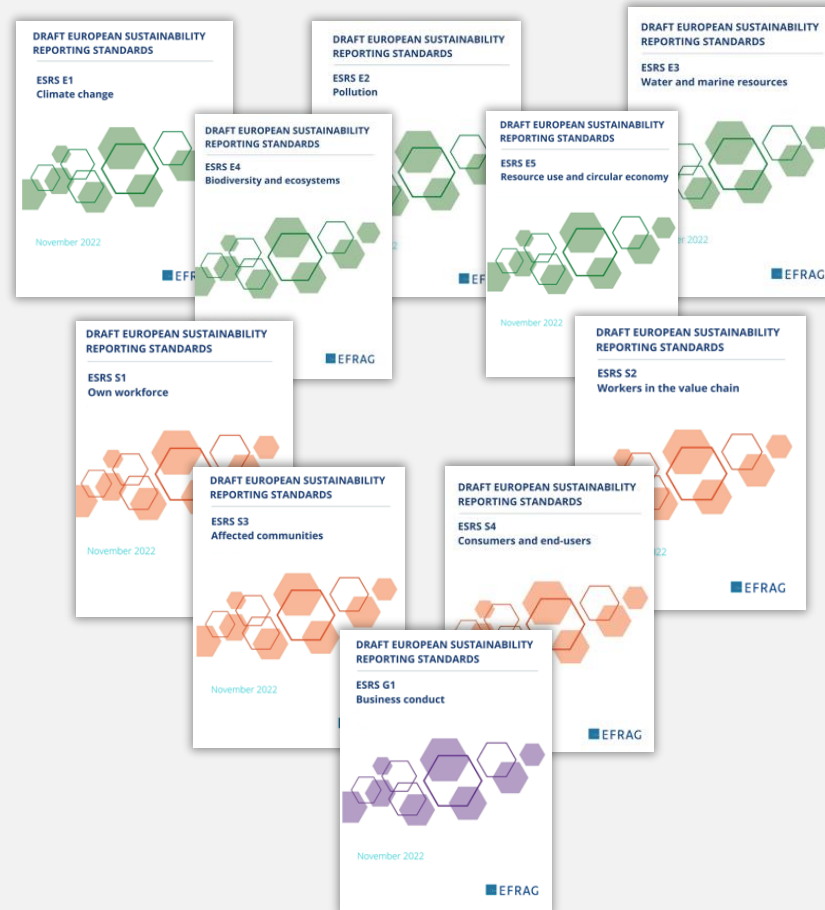 DRAFT EUROPEAN SUSTAINABILITY
REPORTING STANDARDS
ESRS E1
Climate change
November 2022
DRAFT EUROPEAN SUSTAINABILITY
REPORTING STANDARDS
ESRS E2
Pollution
DRAFT EUROPEAN SUSTAINABILITY
REPORTING STANDARDS
ESRS E3
Water and marine resources
2022
EFRAG
DRAFT EUROPEAN SUSTAINABILITY
REPORTING STANDARDS
ESRS E4
Biodiversity and ecosystems
EFRAG
DRAFT EUROPEAN SUSTAINABILITY
REPORTING STANDARDS
ESRS E5
Resource use and circular economy
November 2022
DRAFT EUROPEAN SUSTAINABILITY
REPORTING STANDARDS
ESRS S1
Own workforce
November 2022
DRAFT EUROPEAN SUSTAINABILITY
REPORTING STANDARDS
ESRS S2
Workers in the value chain
EFRAG
DRAFT EUROPEAN SUSTAINABILITY
REPORTING STANDARDS
ESRS S3
Affected communities
November 2022
DRAFT EUROPEAN SUSTAINABILITY
REPORTING STANDARDS
ESRS S4
Consumers and end-users
EFRAG
DRAFT EUROPEAN SUSTAINABILITY
REPORTING STANDARDS
ESRS G1
Business conduct
November 2022
EFRAG